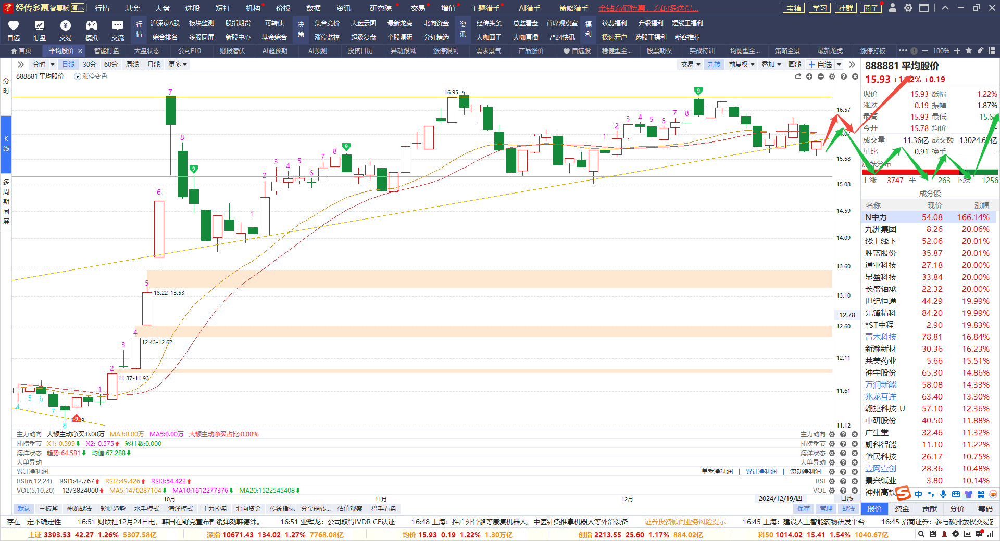 经传多赢 智尊版 演示 行情 基金 大盘 选股 短打 机构 价投 数据 资讯 研究院 交易 增值 主题猎手 AI猎手 策略猎手 金钻充值特惠，充的多送得... 宝箱 学习 社群 圈子
自选 盯盘 交易 模拟 交流
行情 沪深京A股 板块监测 股指期货 可转债 决策 集合竞价 大盘云图 最新龙虎 北向资金 资讯 经传头条 总监看盘 首席观察室 福利 续费福利 升级福利 短线王福利
综合排名 多股同屏 新股中心 基金综合 涨停监控 超级复盘 个股调研 分红精选 大咖圈子 大咖直播 7*24快讯 极速开户 选股王福利 新客推荐
首页 平均股价 智能盯盘 大盘状态 公司F10 财报潜伏 AI超预期 AI预测 投资日历 异动跟风 涨停跟风 需求景气 产品涨价 自选股 稳健型全... 股票期权 实战特训 均衡型全... 策略全景 最新龙虎 涨停打板 100%
分时 日线 30分 60分 周线 月线 更多 交易 九转 前复权 叠加 画线 自选
888881 平均股价 涨停变色
分时
K线
多周期同屏
16.95
16.57
15.58
15.08
14.59
14.09
13.60
13.10
12.78
12.60
12.11
11.61
11.12
13.22-13.53
12.43-12.62
11.87-11.93
主力动向 大额主动净买:0.00万 MA3:0.00万 MA5:0.00万 大额主动净买占比:0.00% 主力动向
捕捞季节 X1:-0.599 X2:-0.575 彩柱数:0.000 捕捞季节
海洋状态 趋势:64.581 均值:67.288 海洋状态
大单异动 大单异动
累计净利润 单季净利润 累计净利润 滚动净利润
RSI(6,12,24) RSI1:42.767 RSI2:49.426 RSI3:54.422 RSI
VOL(5,10,20) 1273824000 MA5:1470287104 MA10:1612277376 MA20:1522545408 VOL
10月 11月 12月 2024/12/19/四 日线
默认 三板斧 神龙战法 彩虹趋势 水手模式 海洋模式 主力控盘 北向资金 传统指标 分金弱转... 估值观察 猎手看盘 保存 管理 战法
888881 平均股价
15.93 +0.19
现价 15.93 涨幅 1.22%
涨跌 0.19 振幅 1.87%
最高 15.93 最低
今开 15.78 均价 -
成交量 11.36亿 成交额
量比 0.91 换手 -
上涨 3747 平 263 下跌 1256
成分股
名称 现价 涨幅
N中力 54.08 166.14%
九洲集团 8.26 20.06%
线上线下 52.06 20.01%
胜蓝股份 35.87 20.01%
通业科技 27.18 20.00%
显盈科技 33.84 20.00%
长盛轴承 22.32 20.00%
世纪恒通 44.29 19.99%
先锋精科 84.20 19.99%
*ST中程 2.90 19.83%
青木科技 78.81 16.84%
新瀚新材 30.36 16.23%
莱美药业 5.66 15.51%
神宇股份 65.30 14.86%
万润新能 58.08 14.33%
兆龙互连 63.40 13.30%
翱捷科技-U 57.10 12.36%
中研股份 40.50 11.88%
广生堂 32.46 11.32%
朗科智能 11.10 11.22%
肇民科技 26.17 10.75%
壹网壹创 28.36 10.48%
景兴纸业 3.80 10.14%
神州高铁
中
报价 资金 贡献 分价 筹码
存在一定不确定性 16:51 财联社12月24日电，韩国在野党宣布暂缓弹劾韩德洙。 16:51 亚辉龙：公司取得IVDR CE认证 16:48 上海：推广外骨骼等康复机器人、中医针灸推拿机器人等外治设备 证券投资顾问业务风险提示 16:45 上海：建设人工智能药物研发平台 16:45 招商证券：参与碳排放权交易
上证 3393.53 42.27 1.26% 5307.58亿 深指 10671.43 134.02 1.27% 7768.08亿 均价 15.93 0.19 1.22% 1.30万亿 创指 2213.55 25.60 1.17% 884.02亿 科50 1014.02 15.41 1.54% 1040.67亿